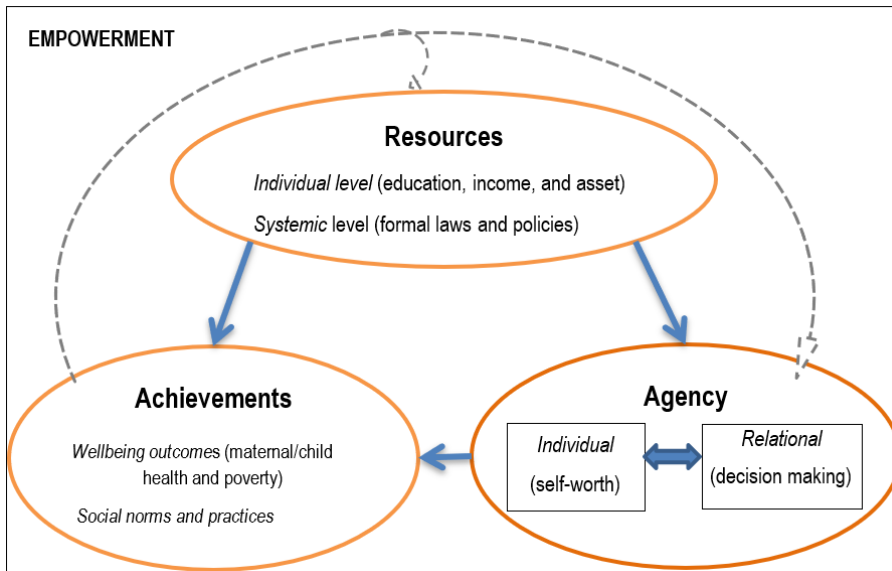 EMPOWERMENT
Resources
Individual level (education, income, and asset)
Systemic level (formal laws and policies)
Achievements
Wellbeing outcomes (maternal/child
health and poverty)
Social norms and practices
Agency
Individual
(self-worth)
Relational
(decision making)